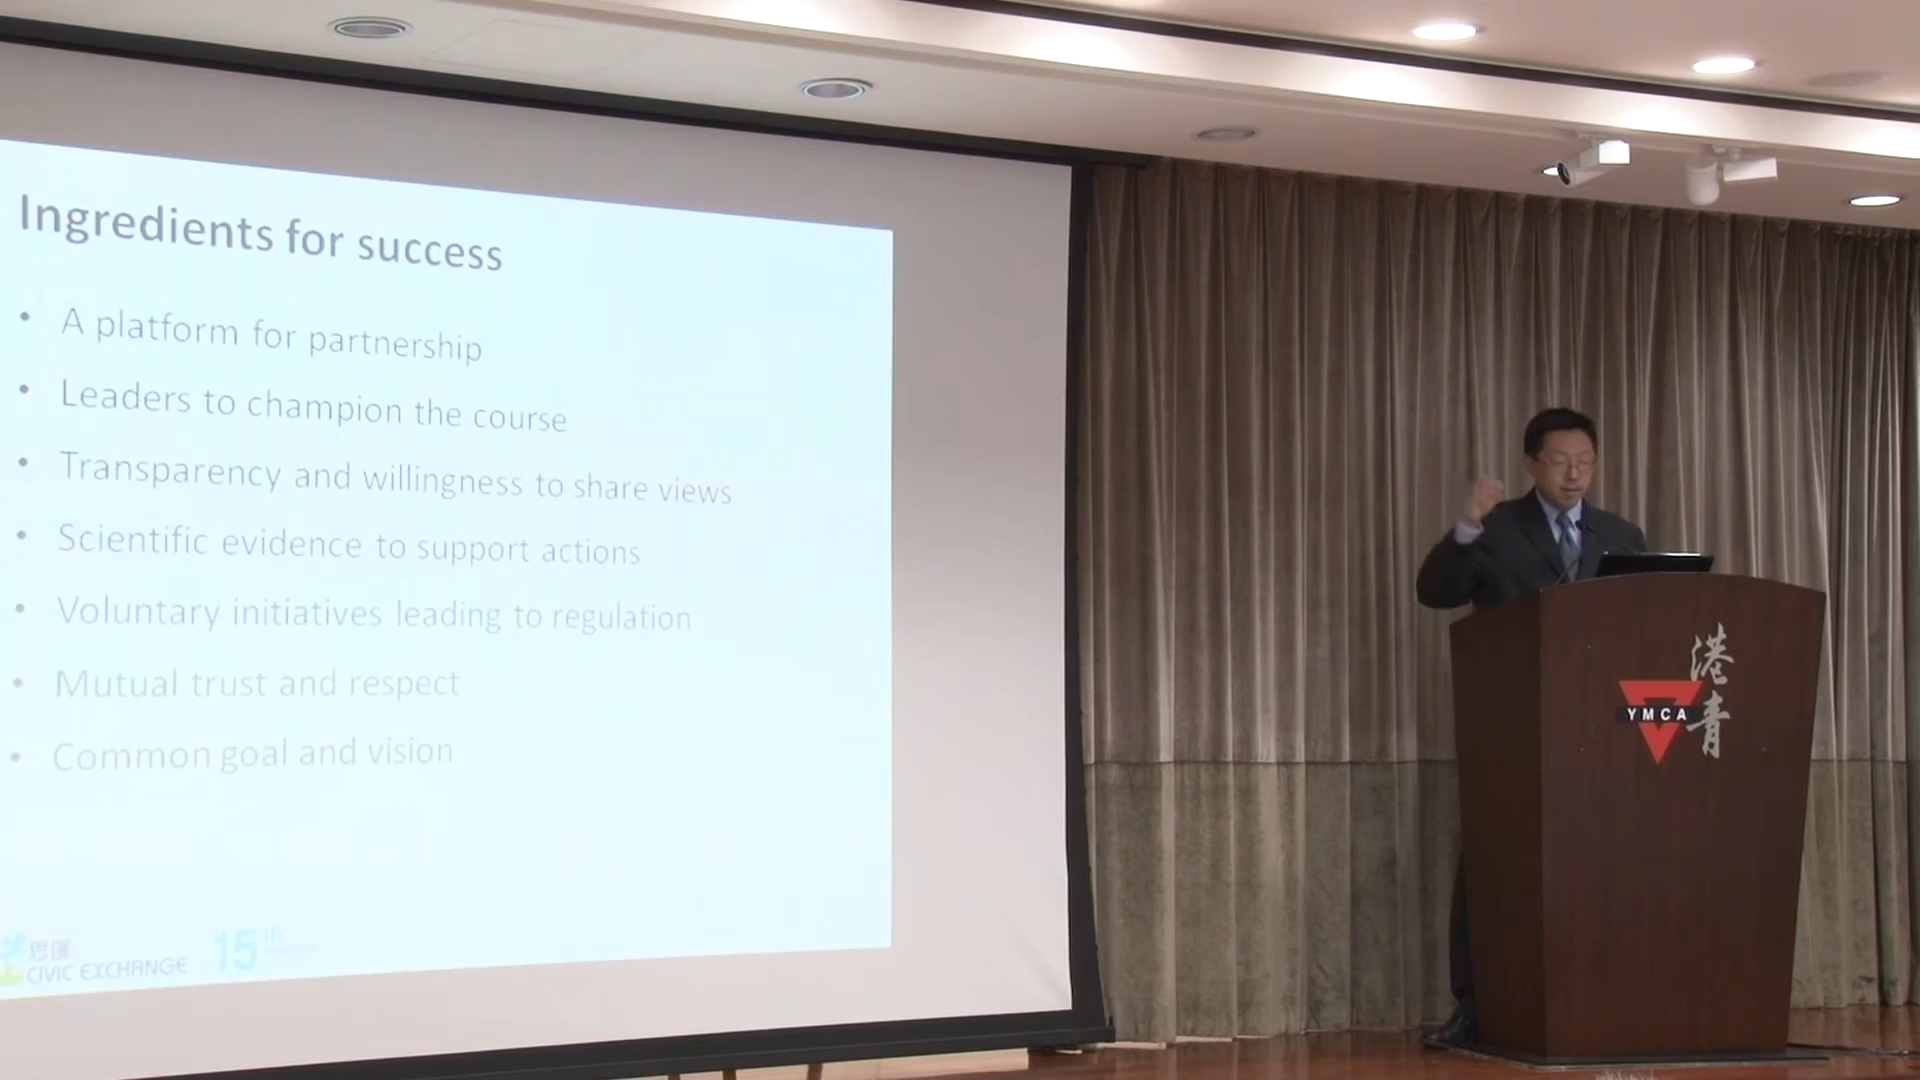 Ingredients for success
• A platform for partnership
• Leaders to champion the course
• Transparency and willingness to share views
• Scientific evidence to support actions
• Voluntary initiatives leading to regulation
• Mutual trust and respect
• Common goal and vision
思匯
CIVIC EXCHANGE
15th
港青
YMCA